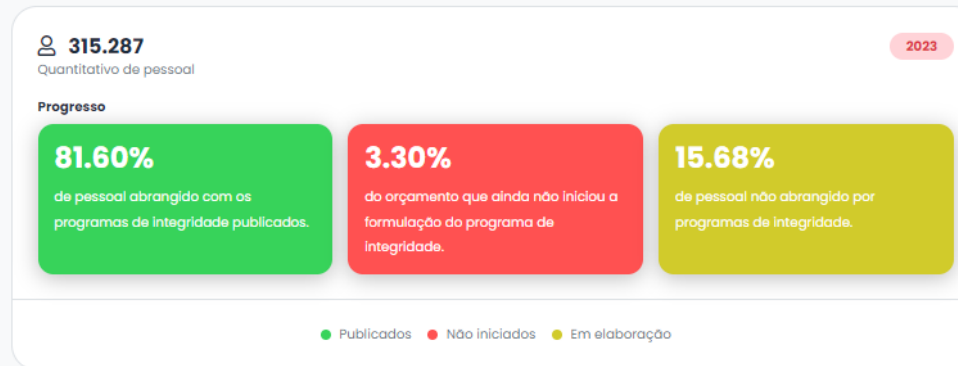 315.287
2023
Quantitativo de pessoal
Progresso
81.60%
de pessoal abrangido com os
programas de integridade publicados.
3.30%
do orçamento que ainda não iniciou a
formulação do programa de
integridade.
15.68%
de pessoal não abrangido por
programas de integridade.
Publicados
Não iniciados
Em elaboração